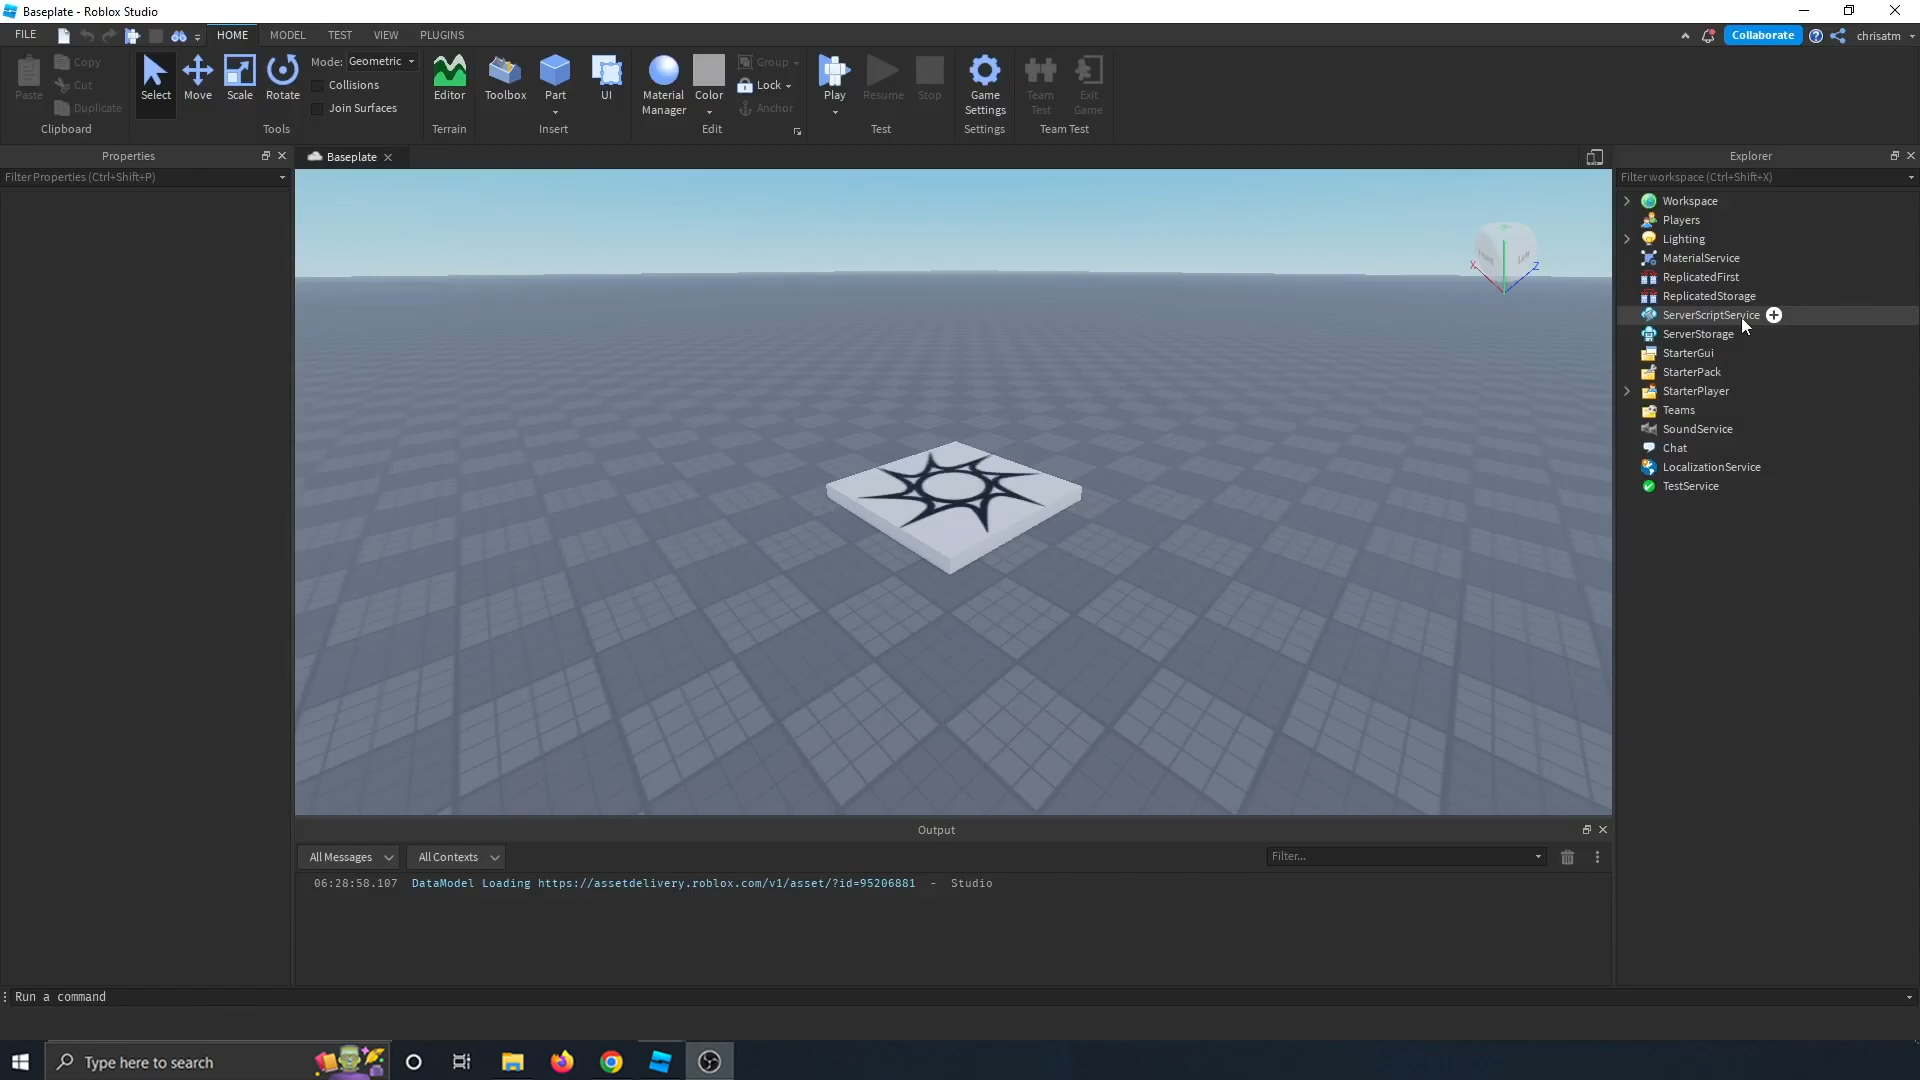 Baseplate - Roblox Studio
FILE
HOME
MODEL
TEST
VIEW
PLUGINS
Collaborate
chrisatm
Paste
Copy
Cut
Duplicate
Clipboard
Select
Move
Scale
Rotate
Mode: Geometric
Collisions
Join Surfaces
Tools
Editor
Terrain
Toolbox
Part
UI
Insert
Material
Manager
Color
Group
Lock
Anchor
Edit
Play
Resume
Stop
Test
Game
Settings
Settings
Team
Test
Exit
Game
Team Test
Properties
Filter Properties (Ctrl+Shift+P)
Baseplate
Explorer
Filter workspace (Ctrl+Shift+X)
Workspace
Players
Lighting
MaterialService
ReplicatedFirst
ReplicatedStorage
ServerScriptService
ServerStorage
StarterGui
StarterPack
StarterPlayer
Teams
SoundService
Chat
LocalizationService
TestService
X
Z
Output
All Messages
All Contexts
Filter...
06:28:58.107 DataModel Loading https://assetdelivery.roblox.com/v1/asset/?id=95206881 - Studio
Run a command
Type here to search